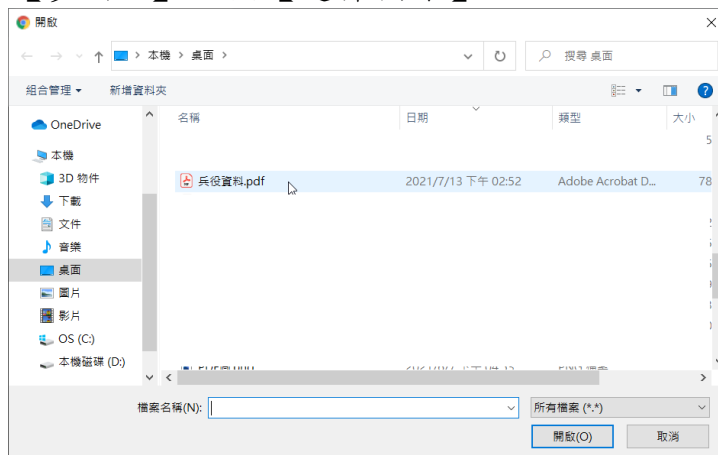 開啟
本機 > 桌面 >
搜尋 桌面
組合管理 新增資料夾
名稱 日期 類型 大小
OneDrive
本機
3D 物件
兵役資料.pdf 2021/7/13 下午 02:52 Adobe Acrobat D... 78
下載
文件
音樂
桌面
圖片
影片
OS (C:)
本機磁碟 (D:)
檔案名稱(N): 所有檔案 (*.*)
開啟(O) 取消